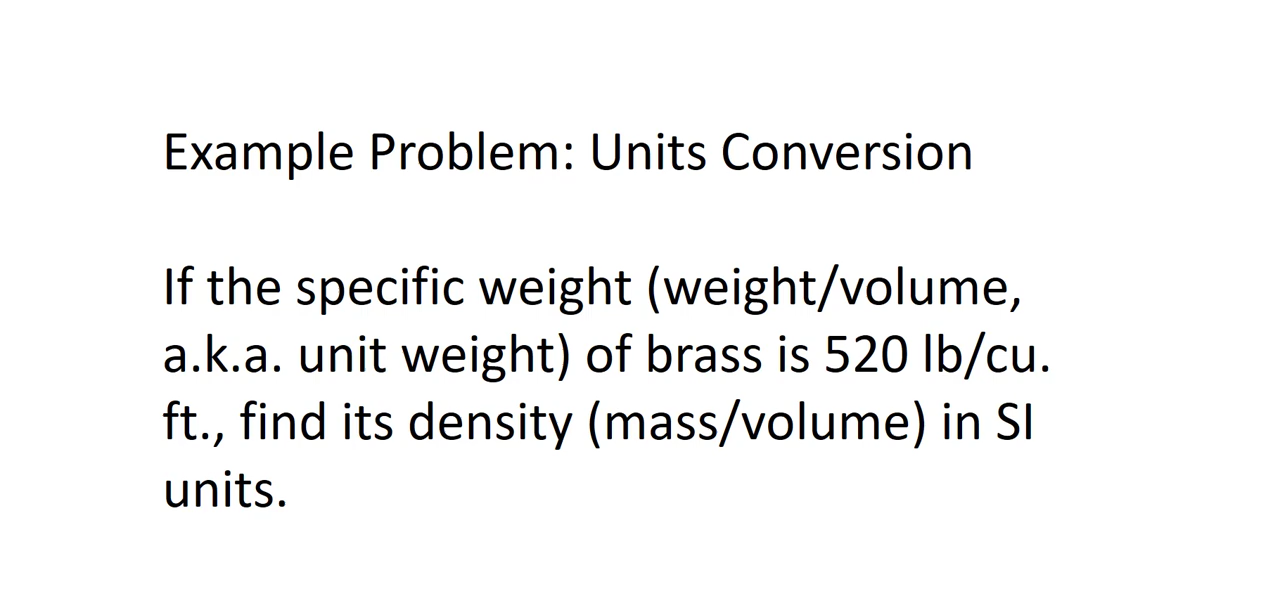 Example Problem: Units Conversion
If the specific weight (weight/volume,
a.k.a. unit weight) of brass is 520 lb/cu.
ft., find its density (mass/volume) in SI
units.